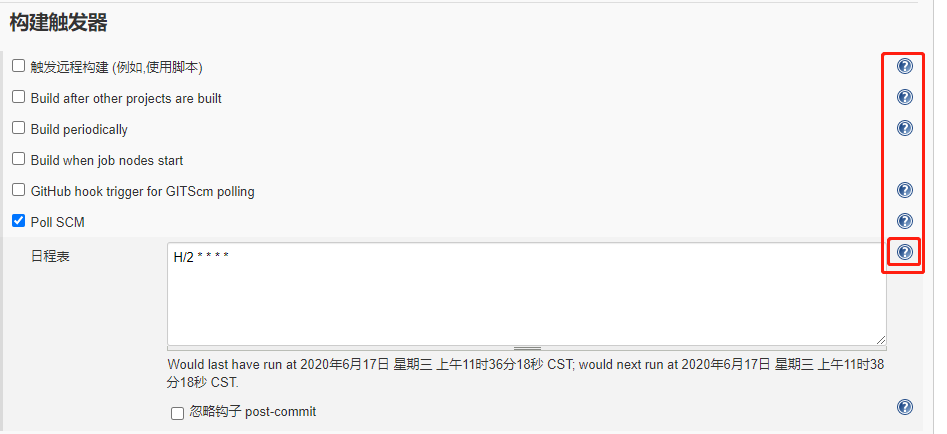 构建触发器
触发远程构建 (例如,使用脚本)
Build after other projects are built
Build periodically
Build when job nodes start
GitHub hook trigger for GITScm polling
Poll SCM
日程表
H/2 * * * *
Would last have run at 2020年6月17日 星期三 上午11时36分18秒 CST; would next run at 2020年6月17日 星期三 上午11时38
分18秒 CST.
忽略钩子 post-commit